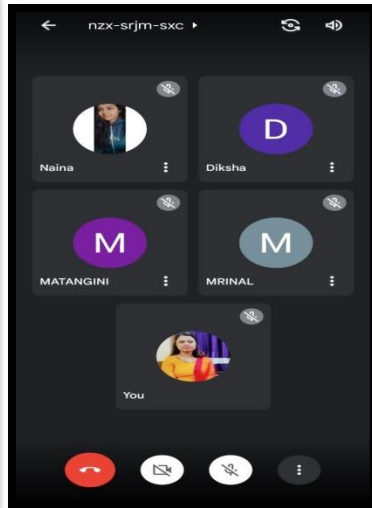 nzx-srjm-sxc
D
Naina
Diksha
M
M
MATANGINI
MRINAL
You